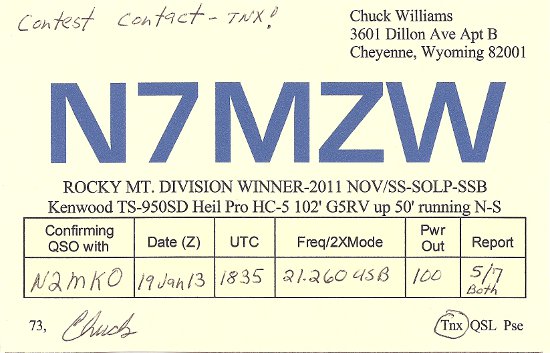 Contest Contact - TNX!
Chuck Williams
3601 Dillon Ave Apt B
Cheyenne, Wyoming 82001
N7MZW
ROCKY MT. DIVISION WINNER-2011 NOV/SS-SOLP-SSB
Kenwood TS-950SD Heil Pro HC-5 102' G5RV up 50' running N-S
Confirming QSO with Date (Z) UTC Freq/2XMode Pwr Out Report
N2MKO 19Jan13 1835 21.260 USB 100 5/7 Both
73, Chuck Tnx QSL Pse